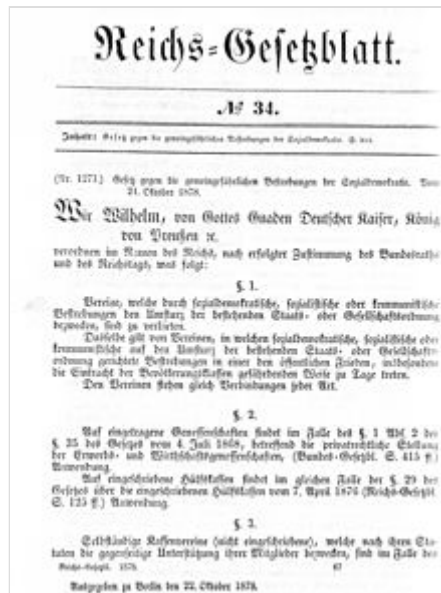 Reichs-Gesetzblatt.
№ 34.
Inhalt: Gesetz gegen die gemeingefährlichen Bestrebungen der Sozialdemokratie. S. 351.
(Nr. 1271.) Gesetz gegen die gemeingefährlichen Bestrebungen der Sozialdemokratie. Vom
21. Oktober 1878.
Wir Wilhelm, von Gottes Gnaden Deutscher Kaiser, König
von Preußen ꝛc.
verordnen im Namen des Reichs, nach erfolgter Zustimmung des Bundesraths
und des Reichstags, was folgt:
§. 1.
Vereine, welche durch sozialdemokratische, sozialistische oder kommunistische
Bestrebungen den Umsturz der bestehenden Staats- oder Gesellschaftsordnung
bezwecken, sind zu verbieten.
Dasselbe gilt von Vereinen, in welchen sozialdemokratische, sozialistische oder
kommunistische auf den Umsturz der bestehenden Staats- oder Gesellschafts-
ordnung gerichtete Bestrebungen in einer den öffentlichen Frieden, insbesondere
die Eintracht der Bevölkerungsklassen gefährdenden Weise zu Tage treten.
Den Vereinen stehen gleich Verbindungen jeder Art.
§. 2.
Auf eingetragene Genossenschaften findet im Falle des §. 1 Abs. 2 der
§. 35 des Gesetzes vom 4. Juli 1868, betreffend die privatrechtliche Stellung
der Erwerbs- und Wirthschaftsgenossenschaften, (Bundes-Gesetzbl. S. 415 ff.)
Anwendung.
Auf eingeschriebene Hülfskassen findet im gleichen Falle der §. 29 des
Gesetzes über die eingeschriebenen Hülfskassen vom 7. April 1876 (Reichs-Gesetzbl.
S. 125 ff.) Anwendung.
§. 3.
Selbständige Kassenvereine (nicht eingeschriebene), welche nach ihren Sta-
tuten die gegenseitige Unterstützung ihrer Mitglieder bezwecken, sind im Falle des
Reichs-Gesetzbl. 1878. 67
Ausgegeben zu Berlin den 22. Oktober 1878.